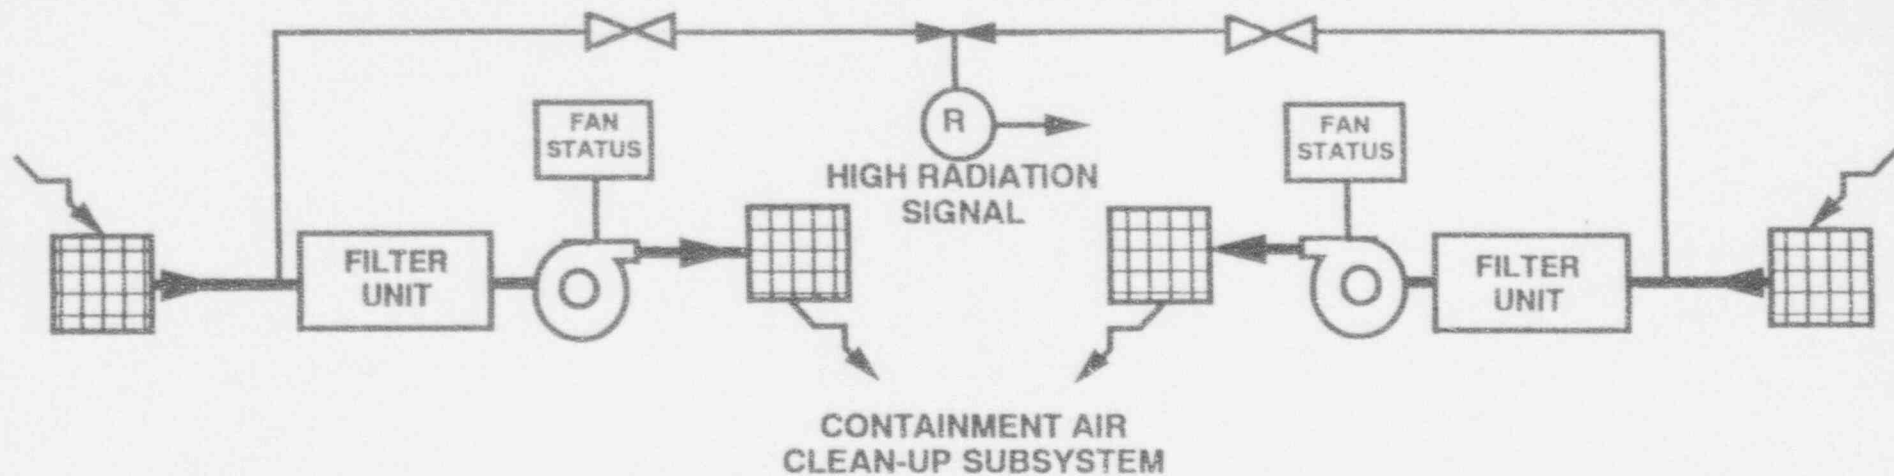 FAN
STATUS
R
HIGH RADIATION
SIGNAL
FAN
STATUS
FILTER
UNIT
FILTER
UNIT
CONTAINMENT AIR
CLEAN-UP SUBSYSTEM